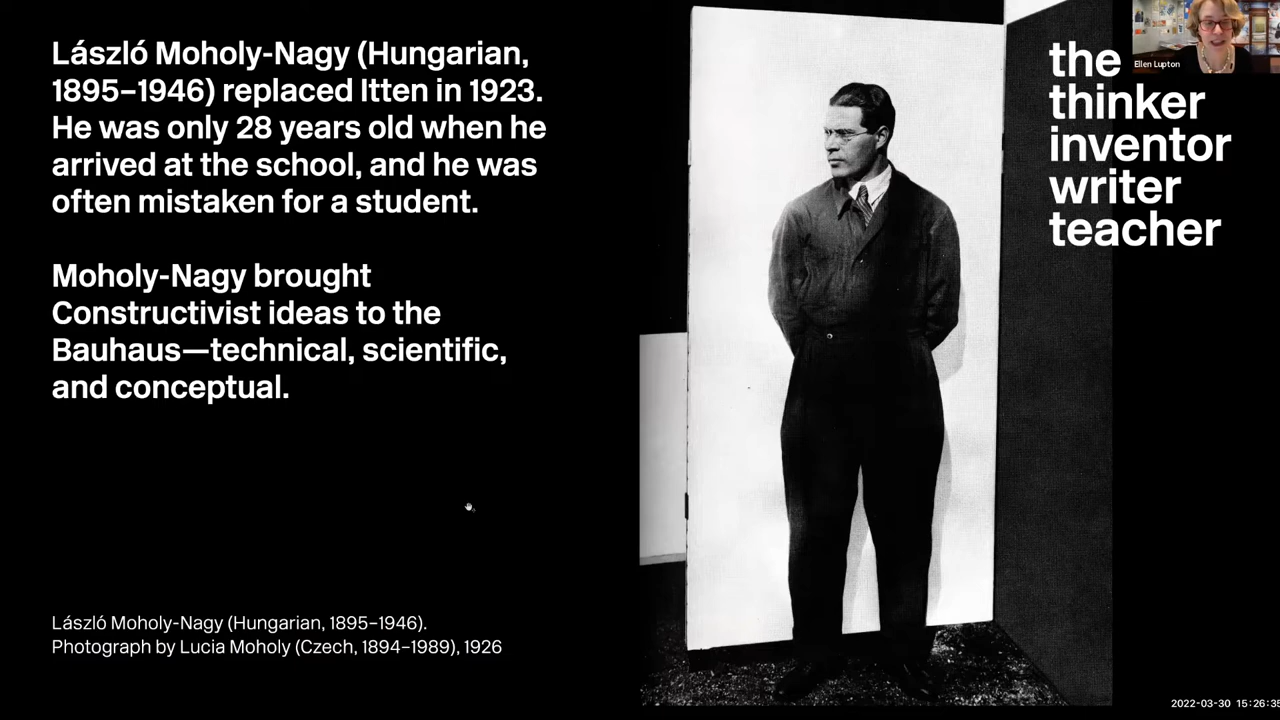 László Moholy-Nagy (Hungarian,
1895–1946) replaced Itten in 1923.
He was only 28 years old when he
arrived at the school, and he was
often mistaken for a student.
Moholy-Nagy brought
Constructivist ideas to the
Bauhaus—technical, scientific,
and conceptual.
László Moholy-Nagy (Hungarian, 1895–1946).
Photograph by Lucia Moholy (Czech, 1894–1989), 1926
the
thinker
inventor
writer
teacher
Ellen Lupton
2022-03-30 15:26:35